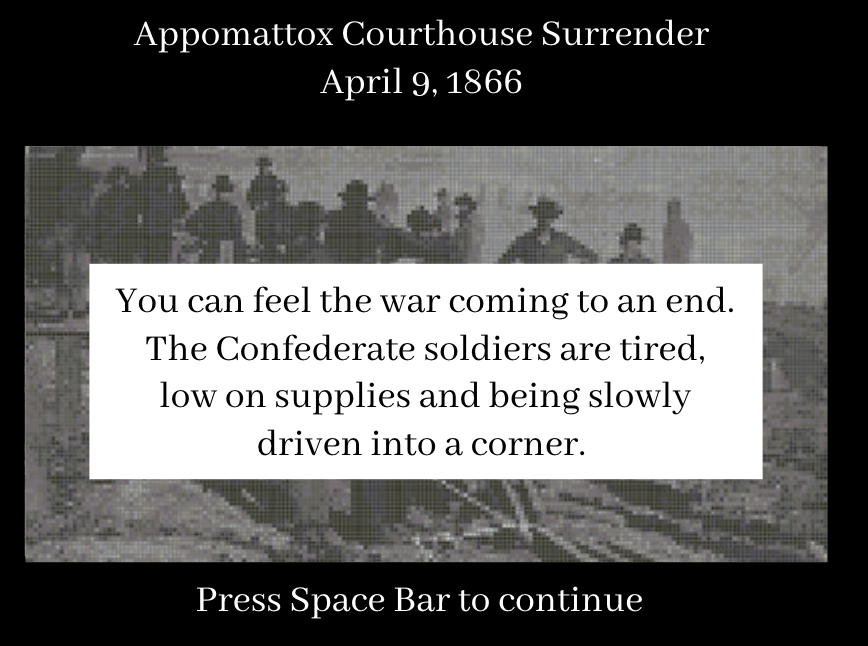 Appomattox Courthouse Surrender
April 9, 1866
You can feel the war coming to an end.
The Confederate soldiers are tired,
low on supplies and being slowly
driven into a corner.
Press Space Bar to continue